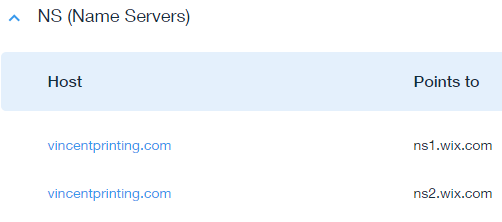 NS (Name Servers)
Host Points to
vincentprinting.com ns1.wix.com
vincentprinting.com ns2.wix.com